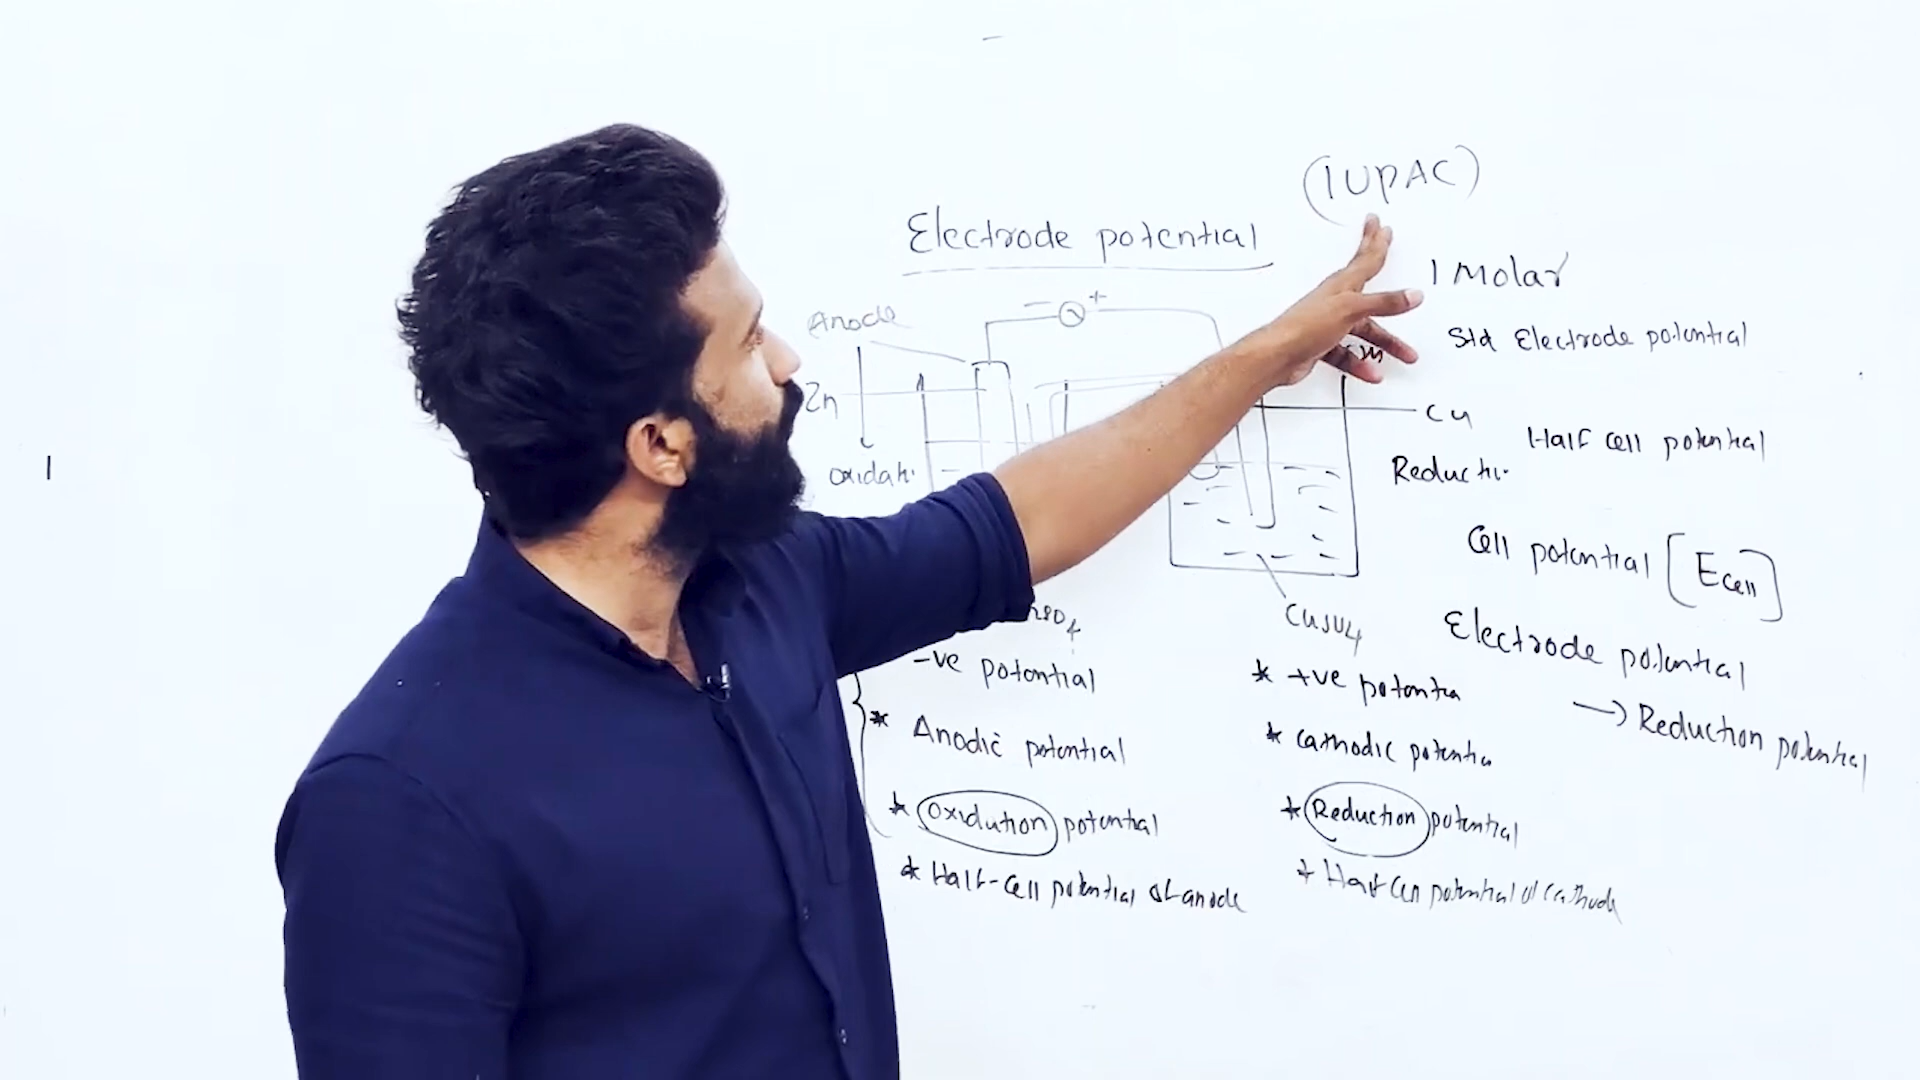 (IUPAC)
Electrode potential
1 Molar
Anode
- +
Std Electrode potential
Zn
Cu
Half cell potential
Oxidati.
Reducti.
Cell potential [Ecell]
CuSO4
Electrode potential
→ Reduction potential
-ve potential
* +ve potentia
* Anodic potential
* Cathodic potentia
* Oxidution potential
* Reduction potential
* Half-cell potential of anode
* Half cell potential of cathode